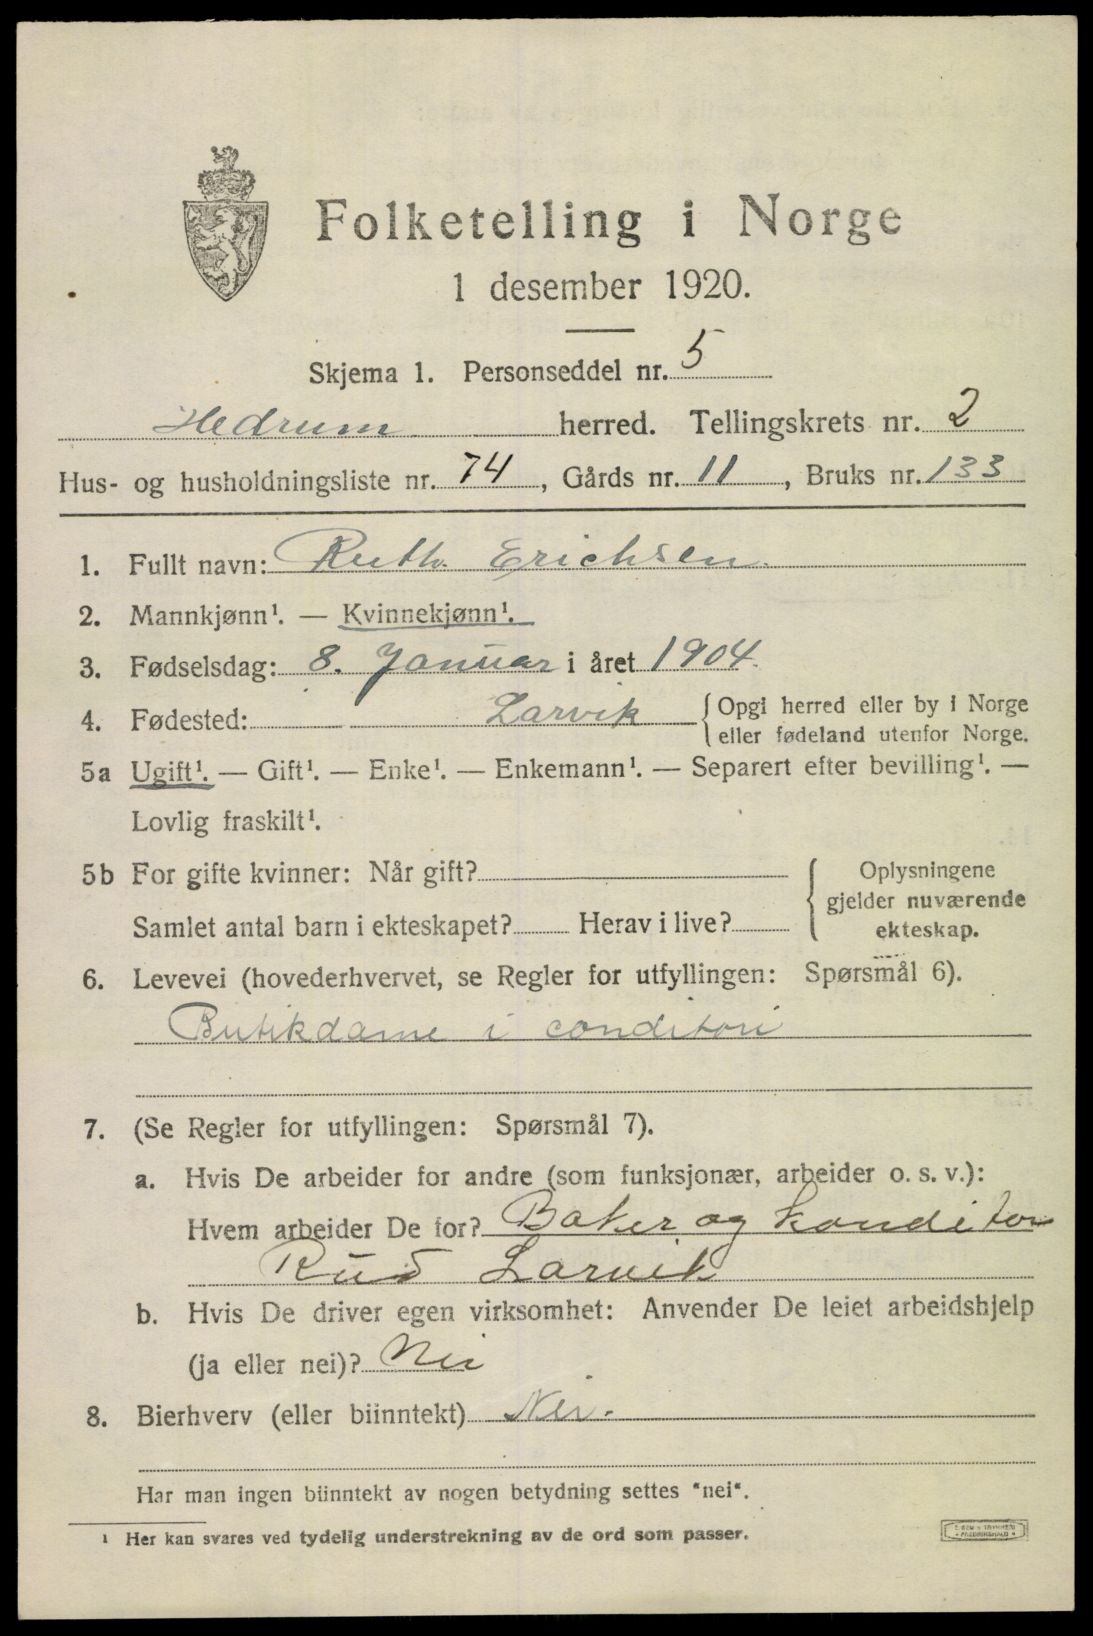 Folketelling i Norge
1 desember 1920.
Skjema 1. Personseddel nr. 5
Hedrum herred. Tellingskrets nr. 2
Hus- og husholdningsliste nr. 74, Gårds nr. 11, Bruks nr. 133
1. Fullt navn: Ruth Erichsen.
2. Mannkjønn¹. — Kvinnekjønn¹.
3. Fødselsdag: 8. Januar i året 1904.
4. Fødested: Larvik { Opgi herred eller by i Norge
eller fødeland utenfor Norge.
5a Ugift¹. — Gift¹. — Enke¹. — Enkemann¹. — Separert efter bevilling¹. —
Lovlig fraskilt¹.
5b For gifte kvinner: Når gift? { Oplysningene
gjelder nuværende
Samlet antal barn i ekteskapet? Herav i live? ekteskap.
6. Levevei (hovederhvervet, se Regler for utfyllingen: Spørsmål 6).
Butikdame i conditori
7. (Se Regler for utfyllingen: Spørsmål 7).
a. Hvis De arbeider for andre (som funksjonær, arbeider o. s. v.):
Hvem arbeider De for? Baker og konditor
Ruud Larvik
b. Hvis De driver egen virksomhet: Anvender De leiet arbeidshjelp
(ja eller nei)? Nei
8. Bierhverv (eller biinntekt) Nei.
Har man ingen biinntekt av nogen betydning settes "nei".
¹ Her kan svares ved tydelig understrekning av de ord som passer.